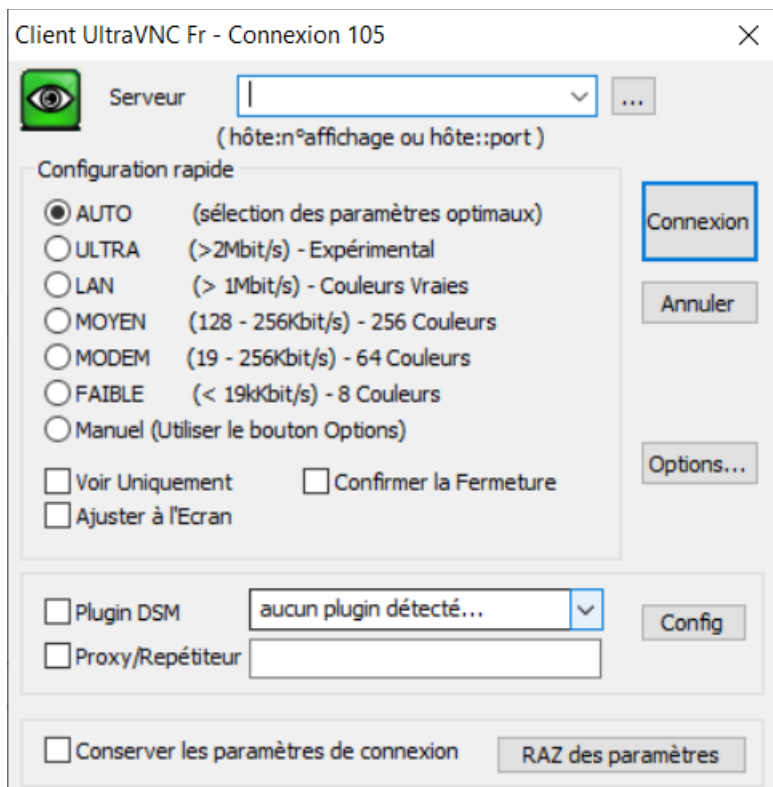 Client UltraVNC Fr - Connexion 105
Serveur
...
( hôte:n°affichage ou hôte::port )
Configuration rapide
AUTO (sélection des paramètres optimaux)
ULTRA (>2Mbit/s) - Expérimental
LAN (> 1Mbit/s) - Couleurs Vraies
MOYEN (128 - 256Kbit/s) - 256 Couleurs
MODEM (19 - 256Kbit/s) - 64 Couleurs
FAIBLE (< 19kKbit/s) - 8 Couleurs
Manuel (Utiliser le bouton Options)
Connexion
Annuler
Options...
Voir Uniquement Confirmer la Fermeture
Ajuster à l'Ecran
Plugin DSM aucun plugin détecté... Config
Proxy/Repétiteur
Conserver les paramètres de connexion RAZ des paramètres